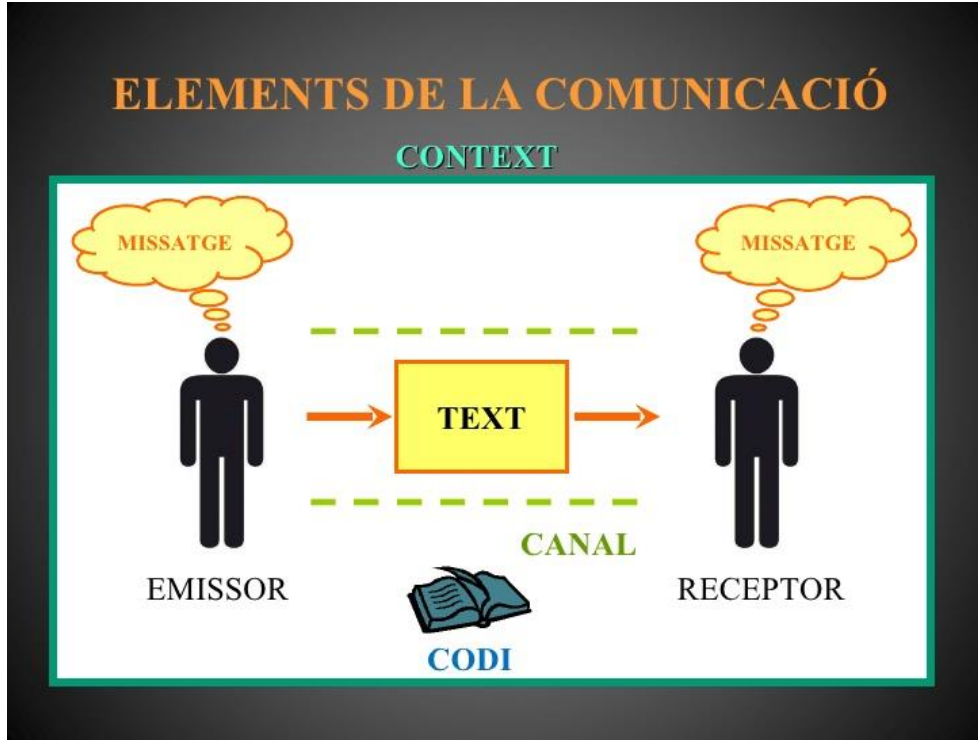 ELEMENTS DE LA COMUNICACIÓ
CONTEXT
MISSATGE
MISSATGE
TEXT
CANAL
EMISSOR
RECEPTOR
CODI